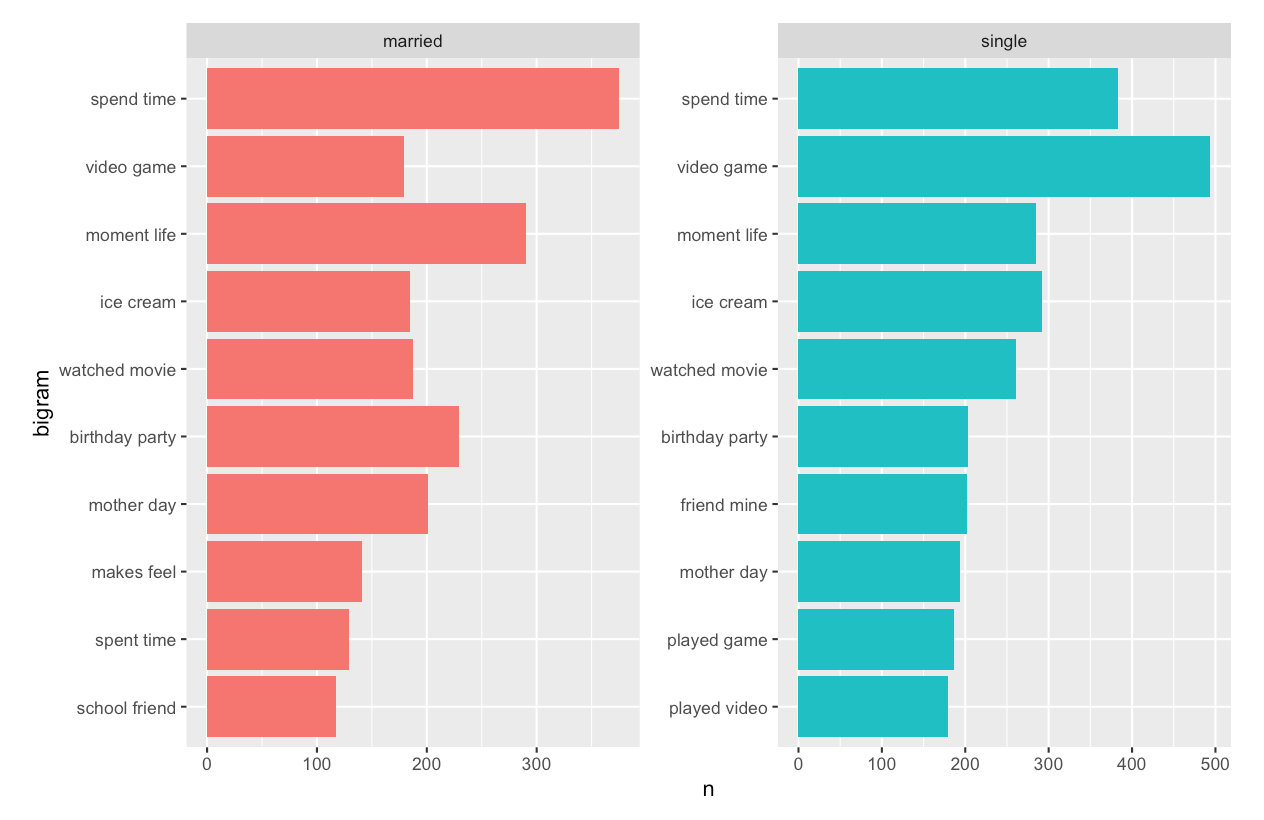 married
spend time
video game
moment life
ice cream
watched movie
birthday party
mother day
makes feel
spent time
school friend
0 100 200 300
single
spend time
video game
moment life
ice cream
watched movie
birthday party
friend mine
mother day
played game
played video
0 100 200 300 400 500
bigram
n